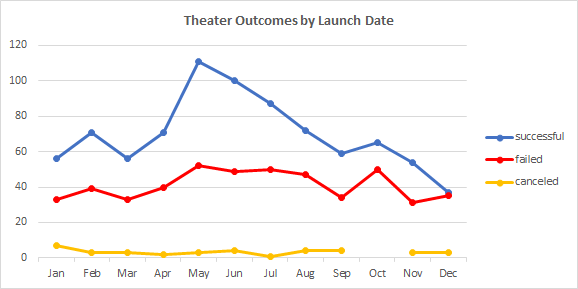 Theater Outcomes by Launch Date
120
100
80
60
40
20
0
Jan Feb Mar Apr May Jun Jul Aug Sep Oct Nov Dec
successful
failed
canceled